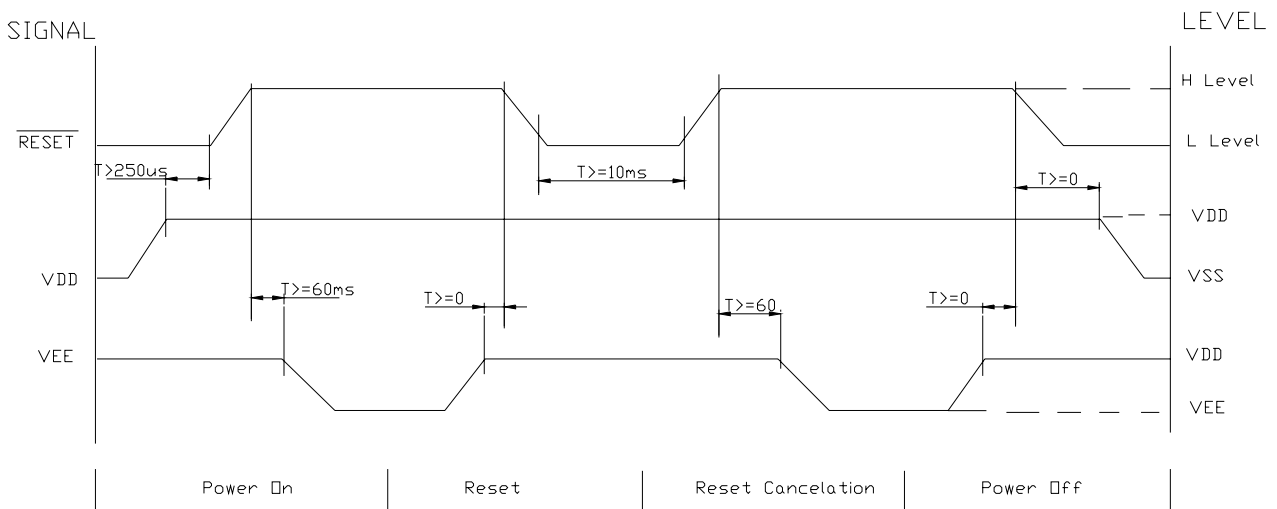 SIGNAL
LEVEL
H Level
RESET
L Level
T>250us
T>=10ms
T>=0
VDD
VDD
VSS
T>=60ms
T>=0
T>=60
T>=0
VEE
VDD
VEE
Power On
Reset
Reset Cancelation
Power Off